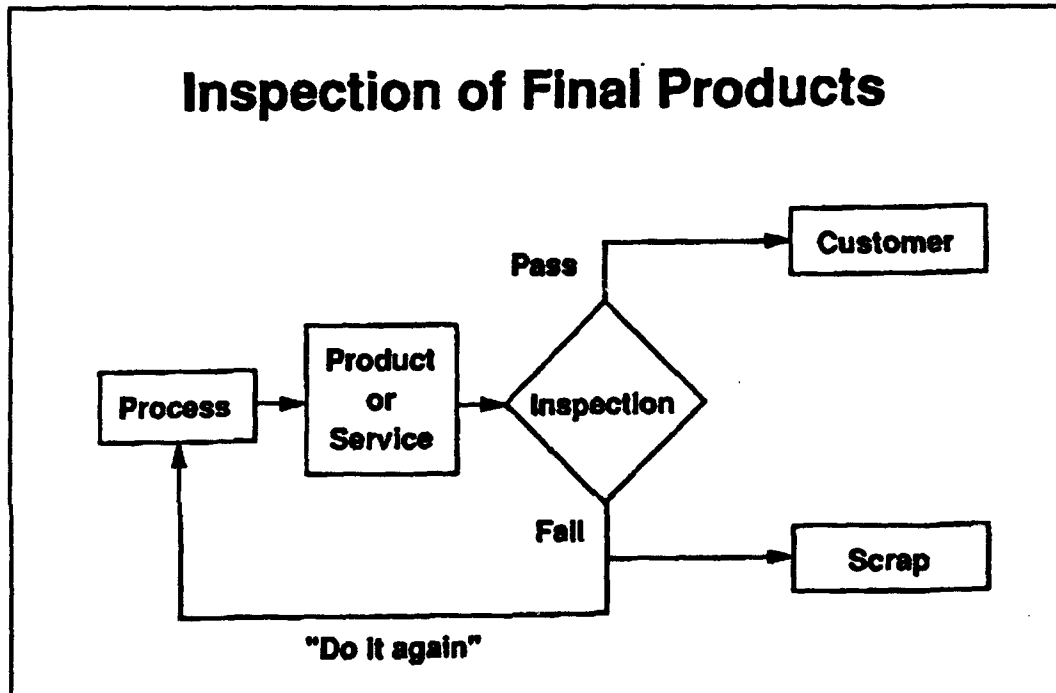 Inspection of Final Products
Customer
Pass
Product
or
Service
Process
Inspection
Fail
Scrap
"Do it again"